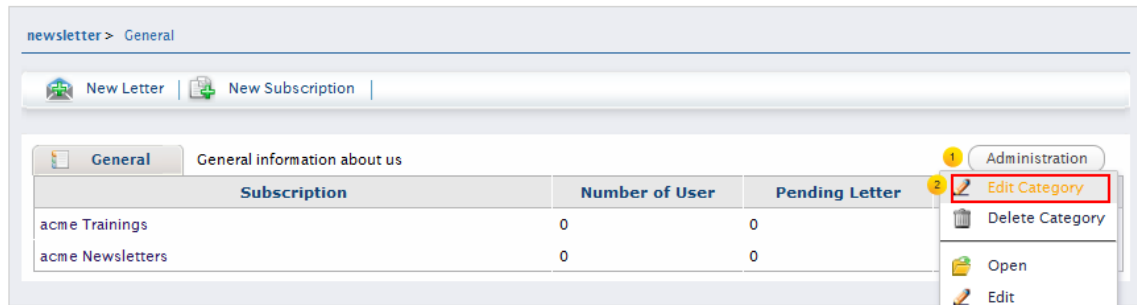 newsletter > General
New Letter | New Subscription |
General General information about us 1 Administration
Subscription Number of User Pending Letter 2 Edit Category
Delete Category
acme Trainings 0 0
acme Newsletters 0 0 Open
Edit